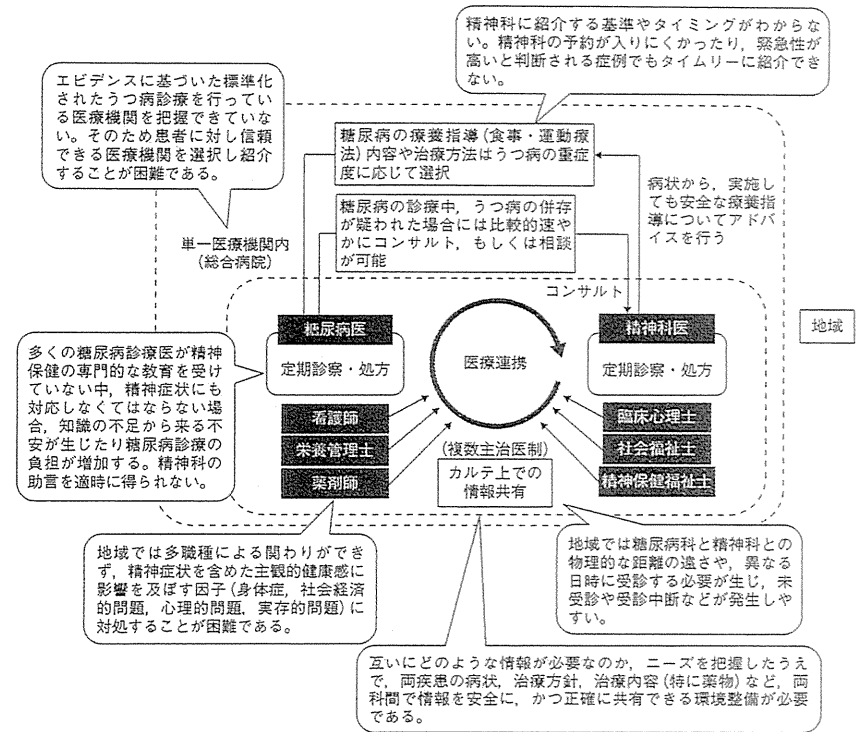 精神科に紹介する基準やタイミングがわからな
い。精神科の予約が入りにくかったり，緊急性が
高いと判断される症例でもタイムリーに紹介でき
ない。
エビデンスに基づいた標準化
されたうつ病診療を行ってい
る医療機関を把握できていな
い。そのため患者に対し信頼
できる医療機関を選択し紹介
することが困難である。
糖尿病の療養指導（食事・運動療
法）内容や治療方法はうつ病の重症
度に応じて選択
病状から，実施し
ても安全な療養指
導についてアドバ
イスを行う
糖尿病の診療中，うつ病の併存
が疑われた場合には比較的速や
かにコンサルト，もしくは相談
が可能
単一医療機関内
（総合病院）
コンサルト
地域
糖尿病医
定期診察・処方
医療連携
精神科医
定期診察・処方
多くの糖尿病診療医が精神
保健の専門的な教育を受け
ていない中，精神症状にも
対応しなくてはならない場
合，知識の不足から来る不
安が生じたり糖尿病診療の
負担が増加する。精神科の
助言を適時に得られない。
看護師
栄養管理士
薬剤師
臨床心理士
社会福祉士
精神保健福祉士
（複数主治医制）
カルテ上での
情報共有
地域では多職種による関わりができ
ず，精神症状を含めた主観的健康感に
影響を及ぼす因子（身体症，社会経済
的問題，心理的問題，実存的問題）に
対処することが困難である。
地域では糖尿病科と精神科との
物理的な距離の遠さや，異なる
日時に受診する必要が生じ，未
受診や受診中断などが発生しや
すい。
互いにどのような情報が必要なのか，ニーズを把握したうえ
で，両疾患の病状，治療方針，治療内容（特に薬物）など，両
科間で情報を安全に，かつ正確に共有できる環境整備が必要
である。